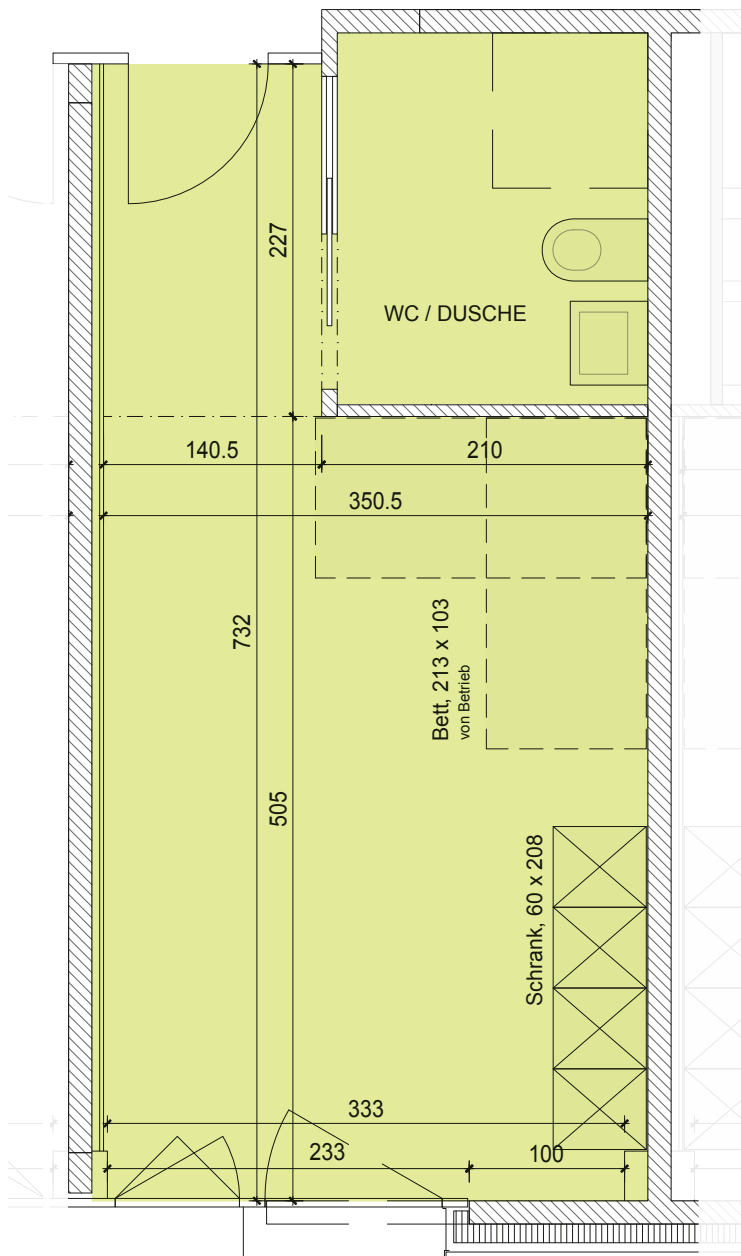 227
WC / DUSCHE
140.5
210
350.5
732
Bett, 213 x 103
von Betrieb
505
Schrank, 60 x 208
333
233
100